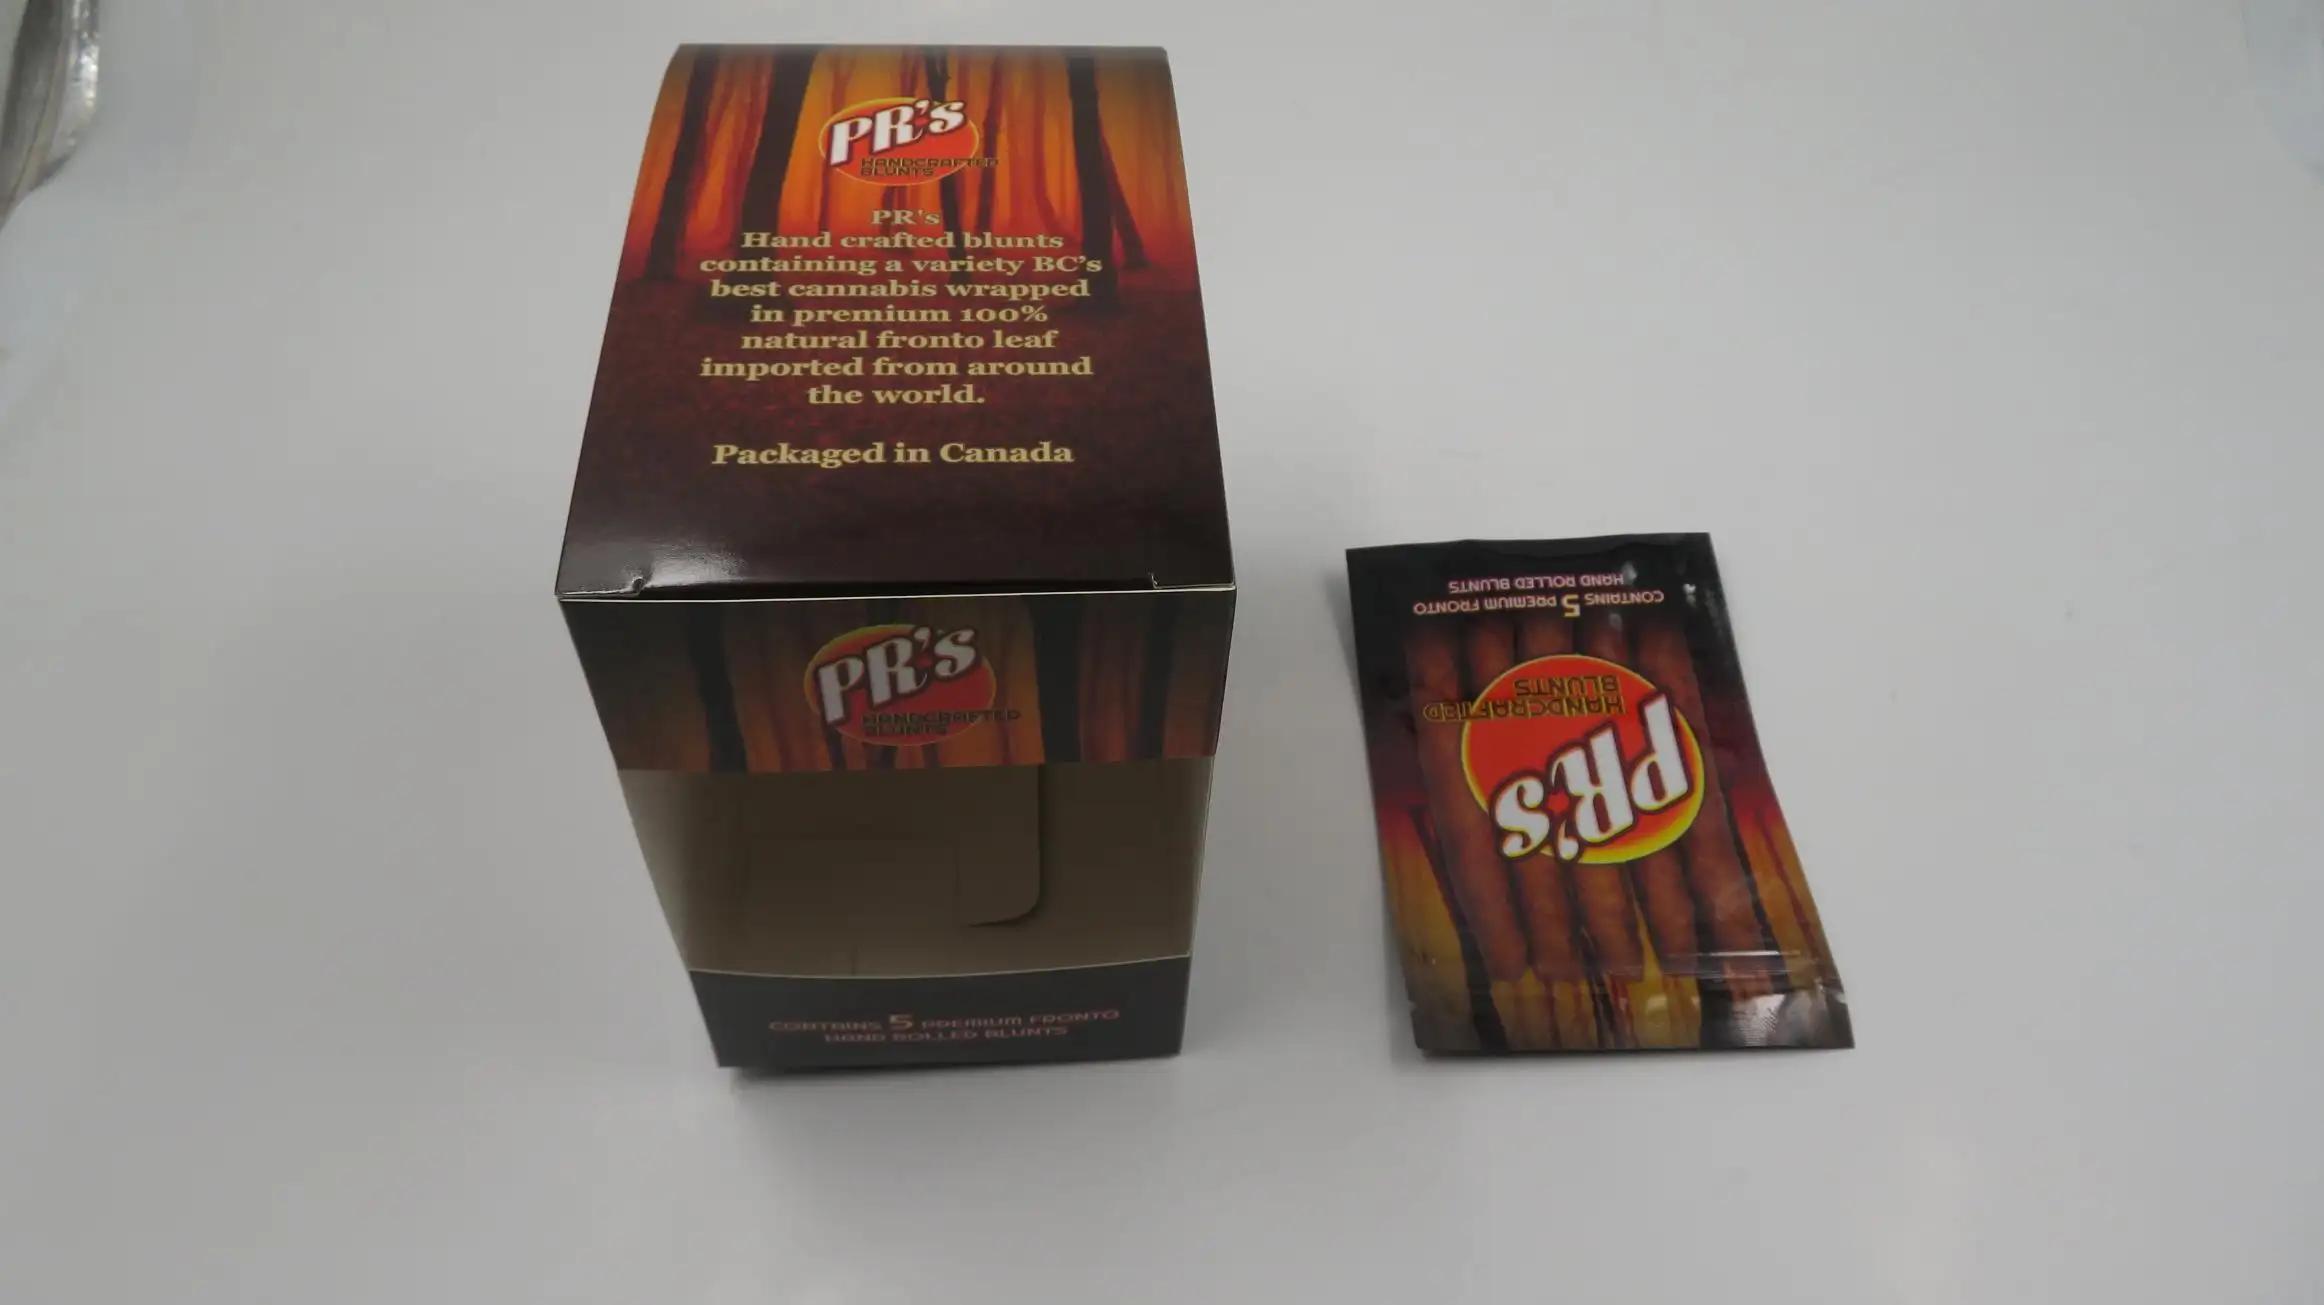 PR's
HANDCRAFTED
BLUNTS
PR's
Hand crafted blunts
containing a variety BC's
best cannabis wrapped
in premium 100%
natural fronto leaf
imported from around
the world.
Packaged in Canada
PR's
HANDCRAFTED
BLUNTS
CONTAINS 5 PREMIUM FRONTO
HAND ROLLED BLUNTS
PR's
HANDCRAFTED
BLUNTS
CONTAINS 5 PREMIUM FRONTO
HAND ROLLED BLUNTS